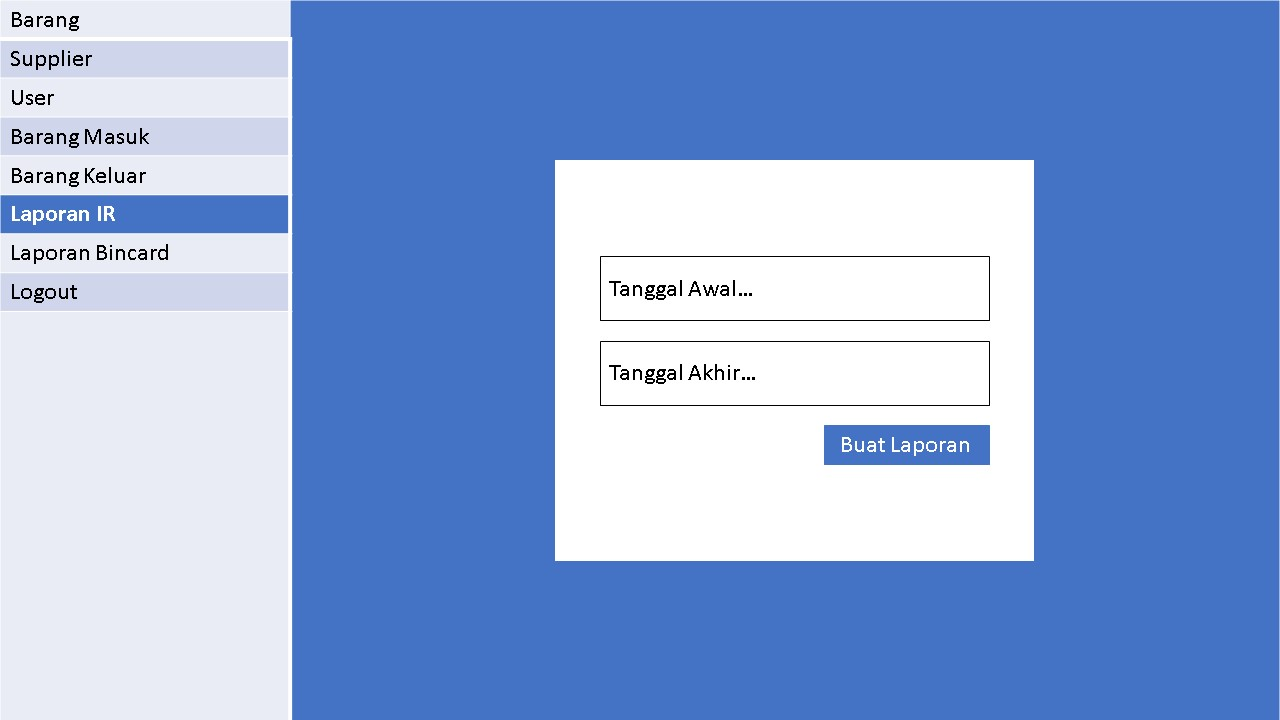 Barang
Supplier
User
Barang Masuk
Barang Keluar
Laporan IR
Laporan Bincard
Logout
Tanggal Awal...
Tanggal Akhir...
Buat Laporan